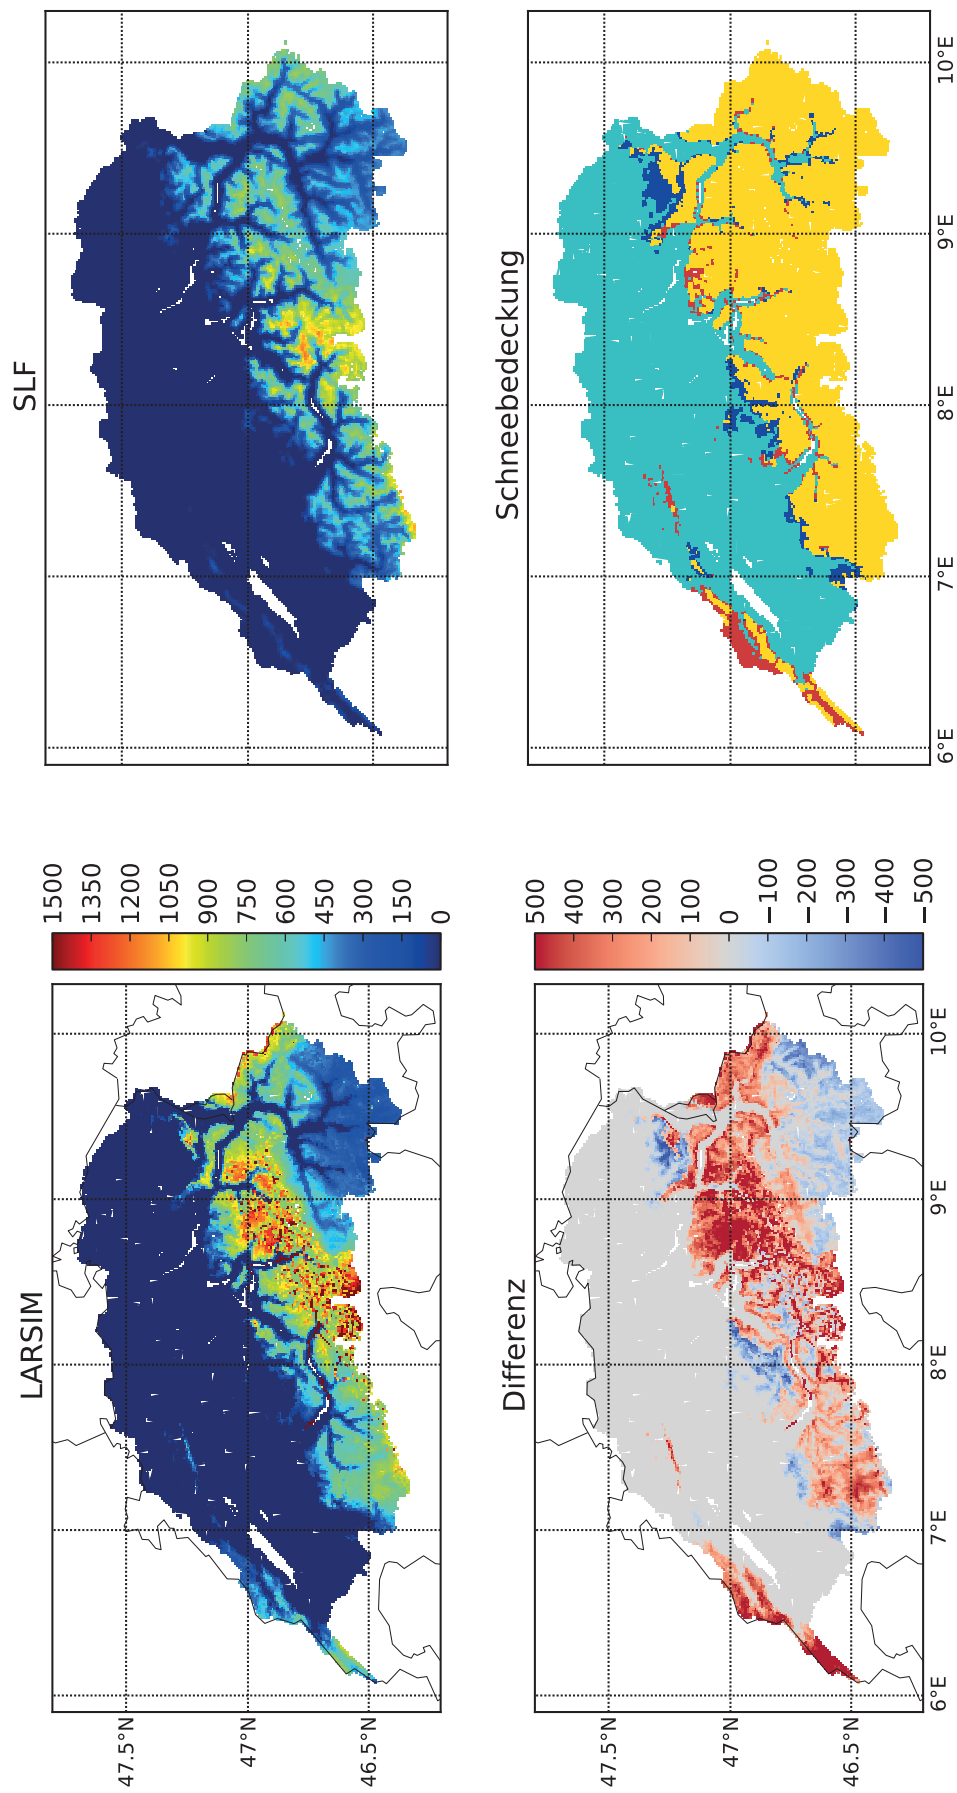 LARSIM
47.5°N
47°N
46.5°N
1500
1350
1200
1050
900
750
600
450
300
150
0
SLF
Differenz
47.5°N
47°N
46.5°N
6°E
7°E
8°E
9°E
10°E
500
400
300
200
100
0
−100
−200
−300
−400
−500
Schneebedeckung
6°E
7°E
8°E
9°E
10°E